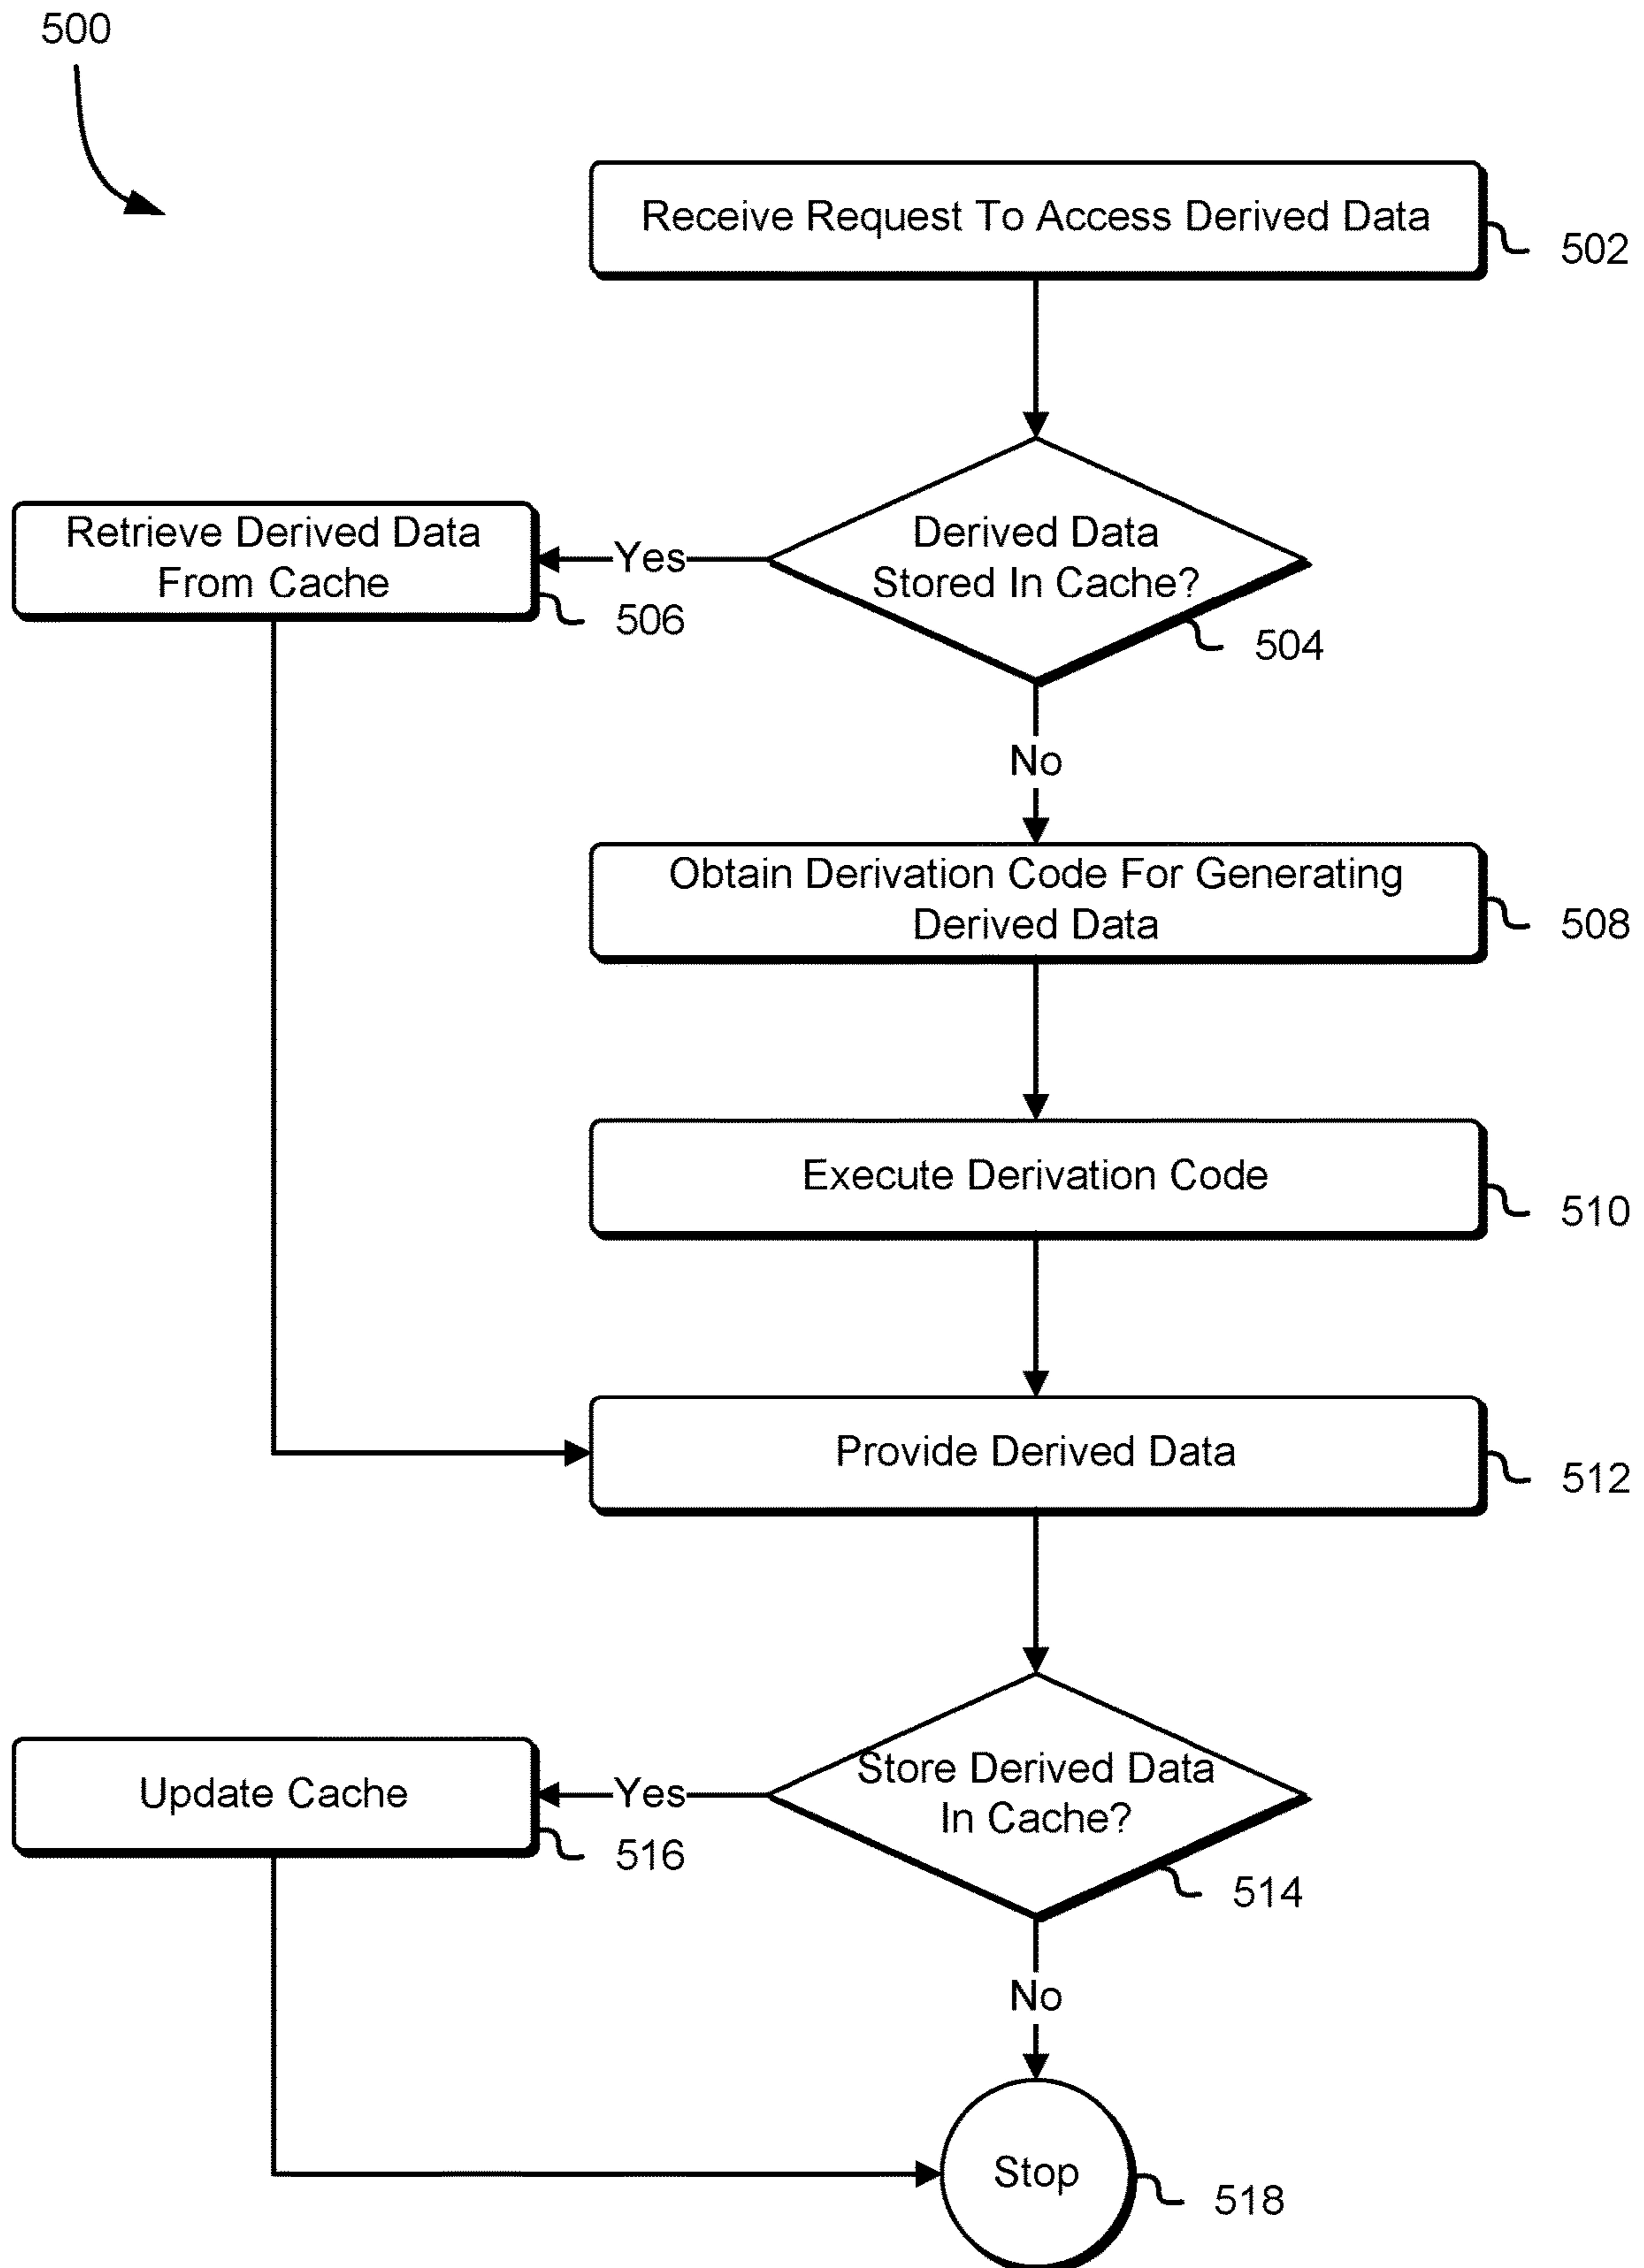 500
Receive Request To Access Derived Data
502
Derived Data
Stored In Cache?
504
Yes
Retrieve Derived Data
From Cache
506
No
Obtain Derivation Code For Generating
Derived Data
508
Execute Derivation Code
510
Provide Derived Data
512
Store Derived Data
In Cache?
514
Yes
Update Cache
516
No
Stop
518